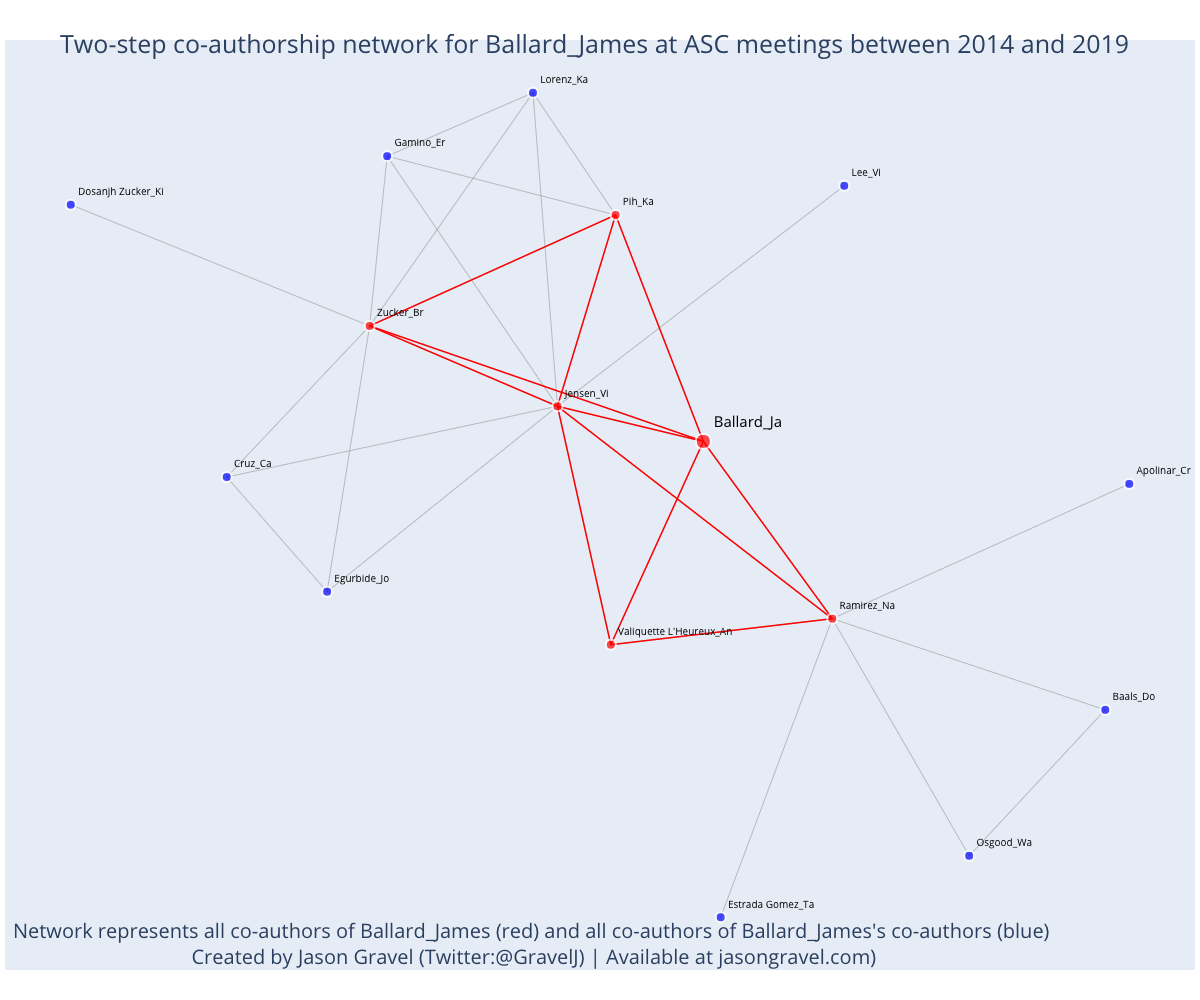 Two-step co-authorship network for Ballard_James at ASC meetings between 2014 and 2019
Lorenz_Ka
Gamino_Er
Lee_Vi
Dosanjh Zucker_Ki
Pih_Ka
Zucker_Br
Jensen_Vi
Ballard_Ja
Cruz_Ca
Apolinar_Cr
Egurbide_Jo
Ramirez_Na
Valiquette L'Heureux_An
Baals_Do
Osgood_Wa
Estrada Gomez_Ta
Network represents all co-authors of Ballard_James (red) and all co-authors of Ballard_James's co-authors (blue)
Created by Jason Gravel (Twitter:@GravelJ) | Available at jasongravel.com)